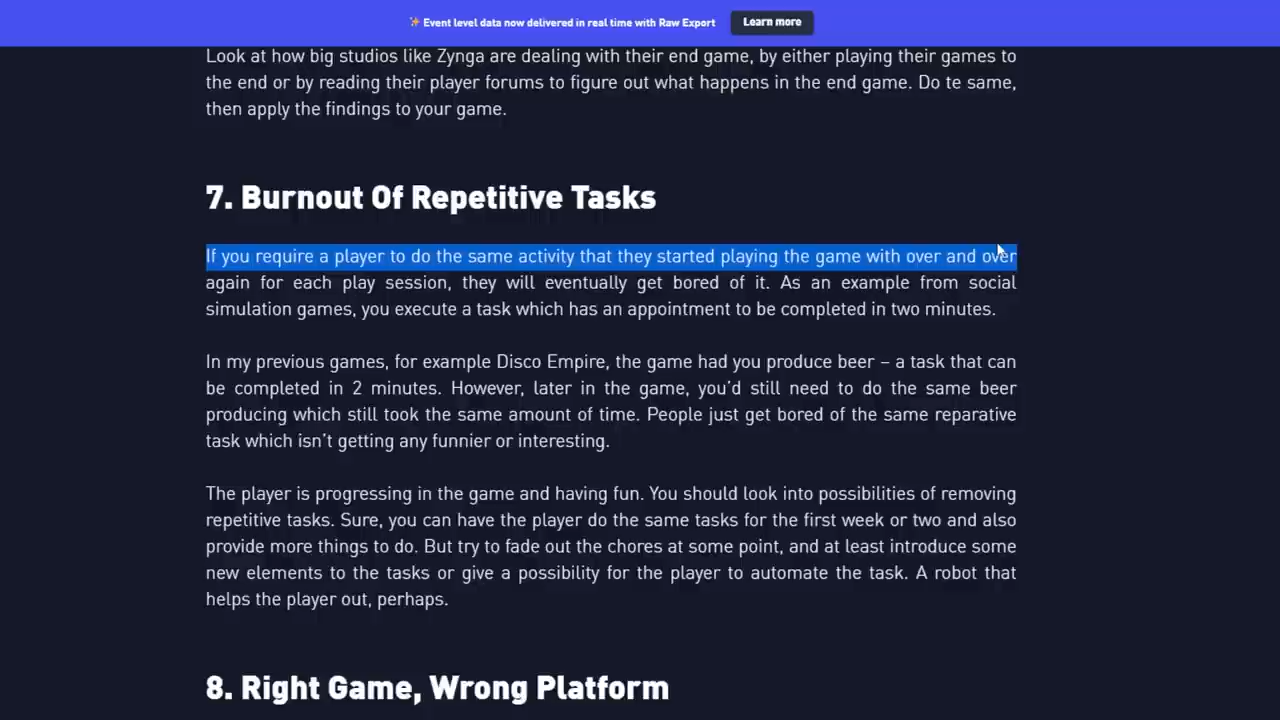 ✨ Event level data now delivered in real time with Raw Export Learn more
Look at how big studios like Zynga are dealing with their end game, by either playing their games to
the end or by reading their player forums to figure out what happens in the end game. Do te same,
then apply the findings to your game.
7. Burnout Of Repetitive Tasks
If you require a player to do the same activity that they started playing the game with over and over
again for each play session, they will eventually get bored of it. As an example from social
simulation games, you execute a task which has an appointment to be completed in two minutes.
In my previous games, for example Disco Empire, the game had you produce beer – a task that can
be completed in 2 minutes. However, later in the game, you'd still need to do the same beer
producing which still took the same amount of time. People just get bored of the same reparative
task which isn't getting any funnier or interesting.
The player is progressing in the game and having fun. You should look into possibilities of removing
repetitive tasks. Sure, you can have the player do the same tasks for the first week or two and also
provide more things to do. But try to fade out the chores at some point, and at least introduce some
new elements to the tasks or give a possibility for the player to automate the task. A robot that
helps the player out, perhaps.
8. Right Game, Wrong Platform